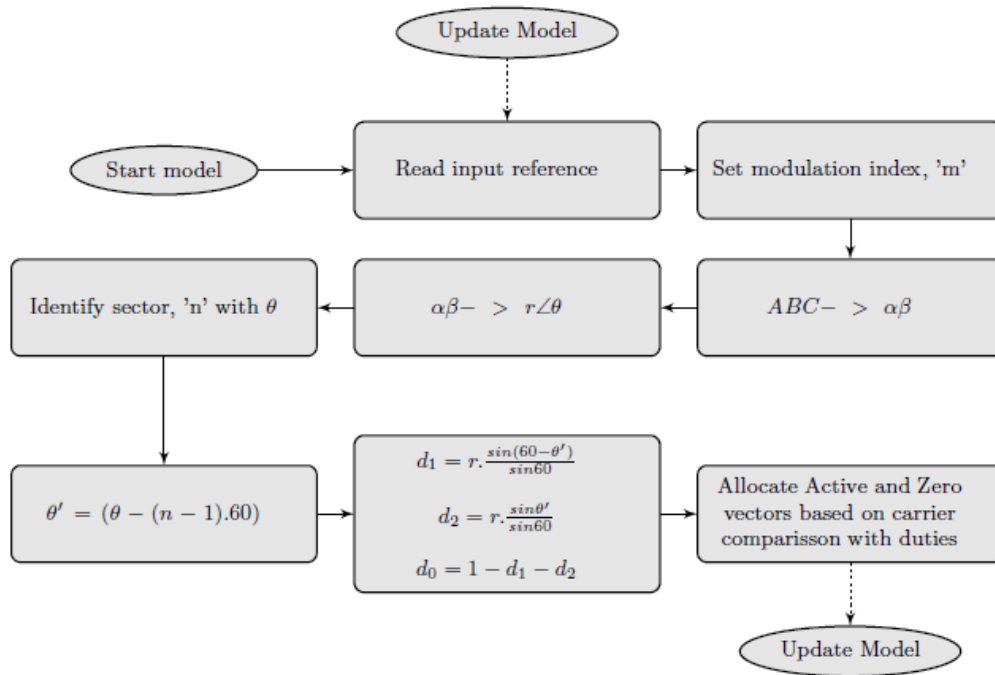 Update Model
Start model
Read input reference
Set modulation index, 'm'
Identify sector, 'n' with θ
αβ− > r∠θ
ABC− > αβ
θ′ = (θ − (n − 1).60)
d₁ = r. sin(60−θ′)/sin60
d₂ = r. sinθ′/sin60
d₀ = 1 − d₁ − d₂
Allocate Active and Zero
vectors based on carrier
comparisson with duties
Update Model